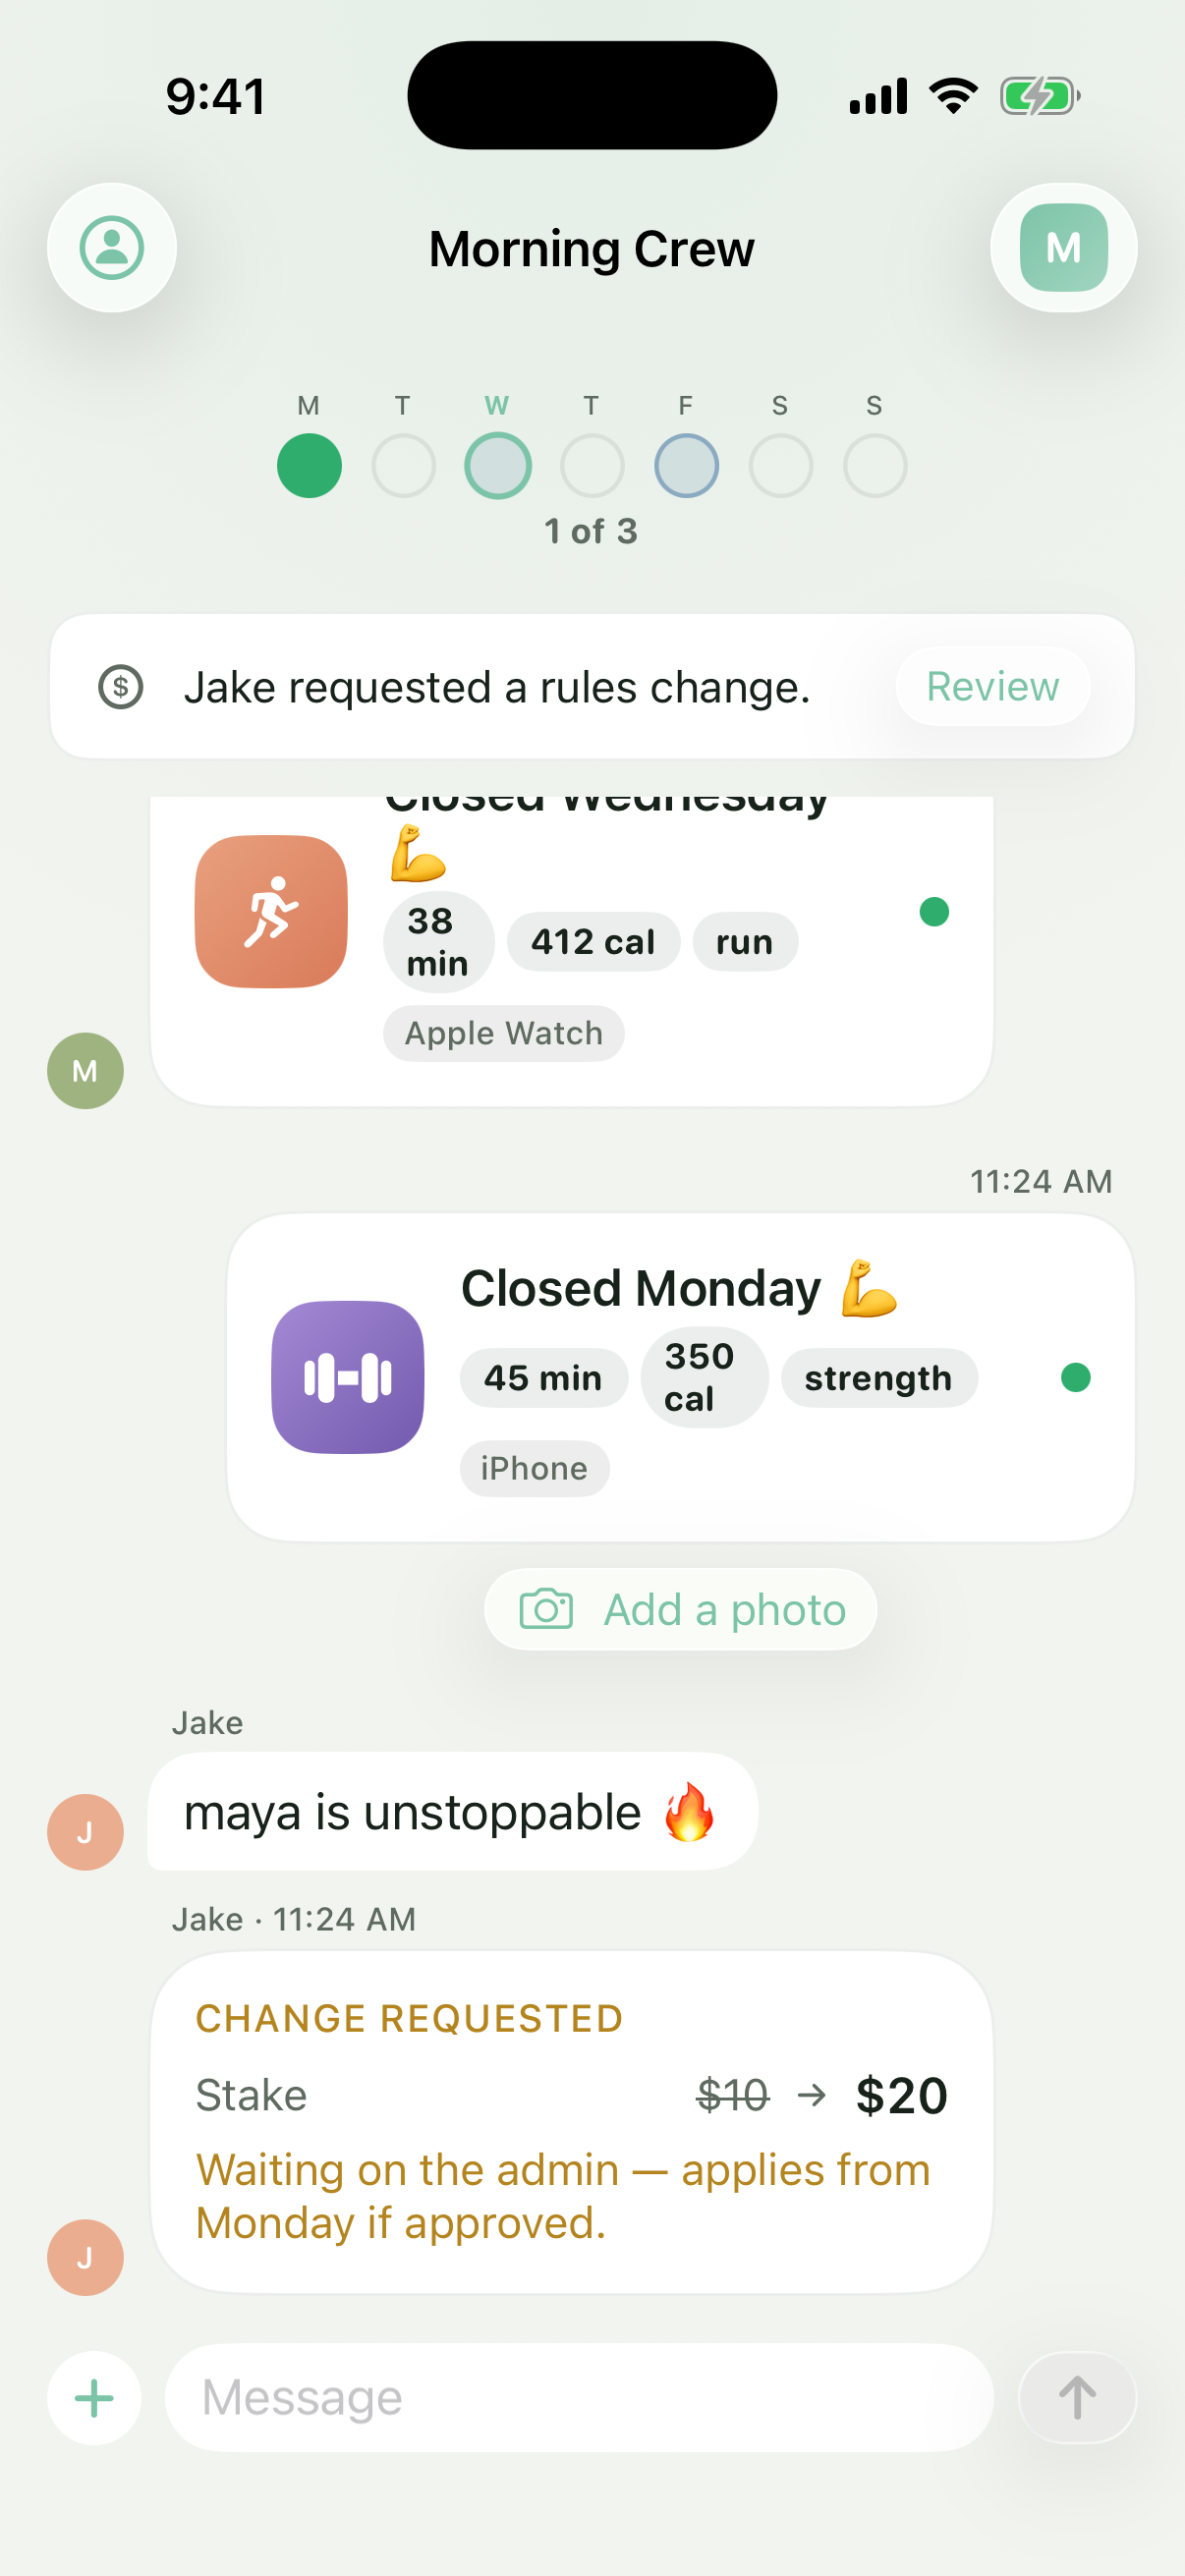 9:41
Morning Crew
M
M T W T F S S
1 of 3
$ Jake requested a rules change. Review
Closed Wednesday
💪
38 min 412 cal run
Apple Watch
M
11:24 AM
Closed Monday 💪
45 min 350 cal strength
iPhone
Add a photo
Jake
J
maya is unstoppable 🔥
Jake · 11:24 AM
CHANGE REQUESTED
Stake $10 → $20
Waiting on the admin — applies from
Monday if approved.
J
Message